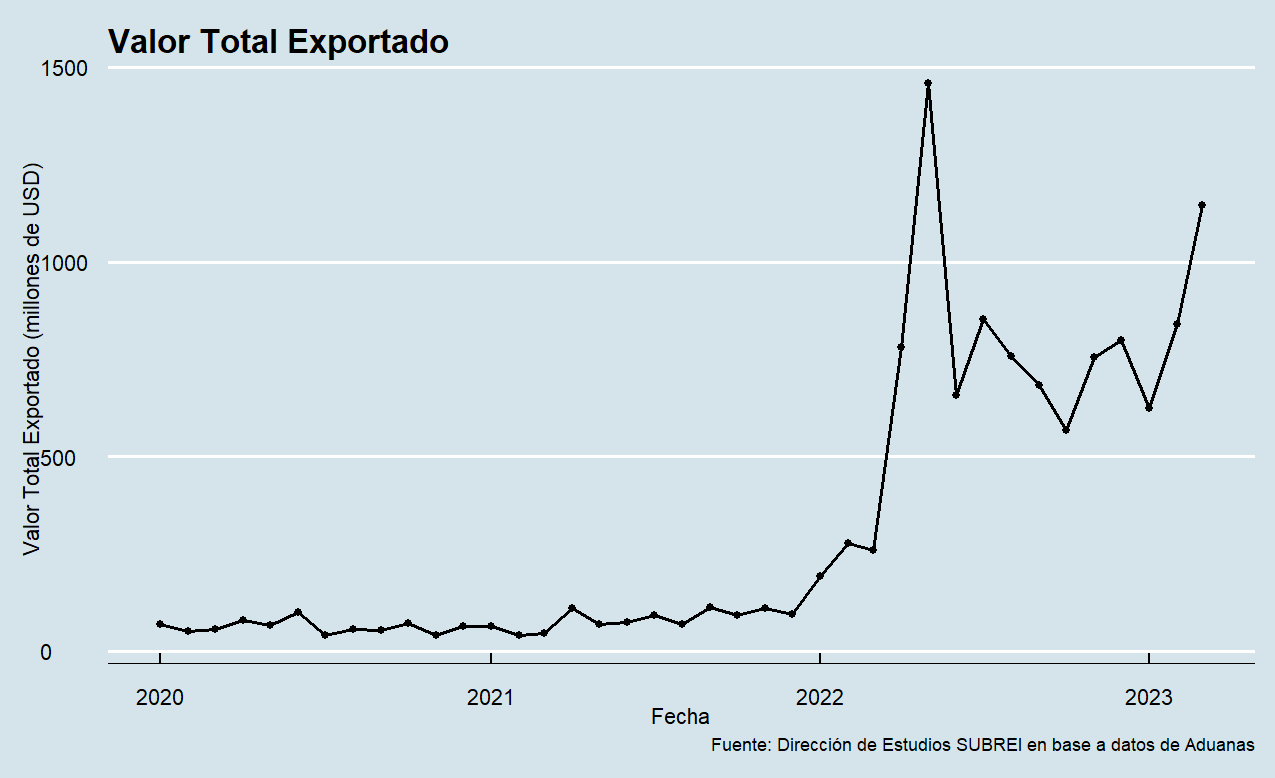 Valor Total Exportado
1500
1000
500
0
Valor Total Exportado (millones de USD)
2020
2021
2022
2023
Fecha
Fuente: Dirección de Estudios SUBREI en base a datos de Aduanas